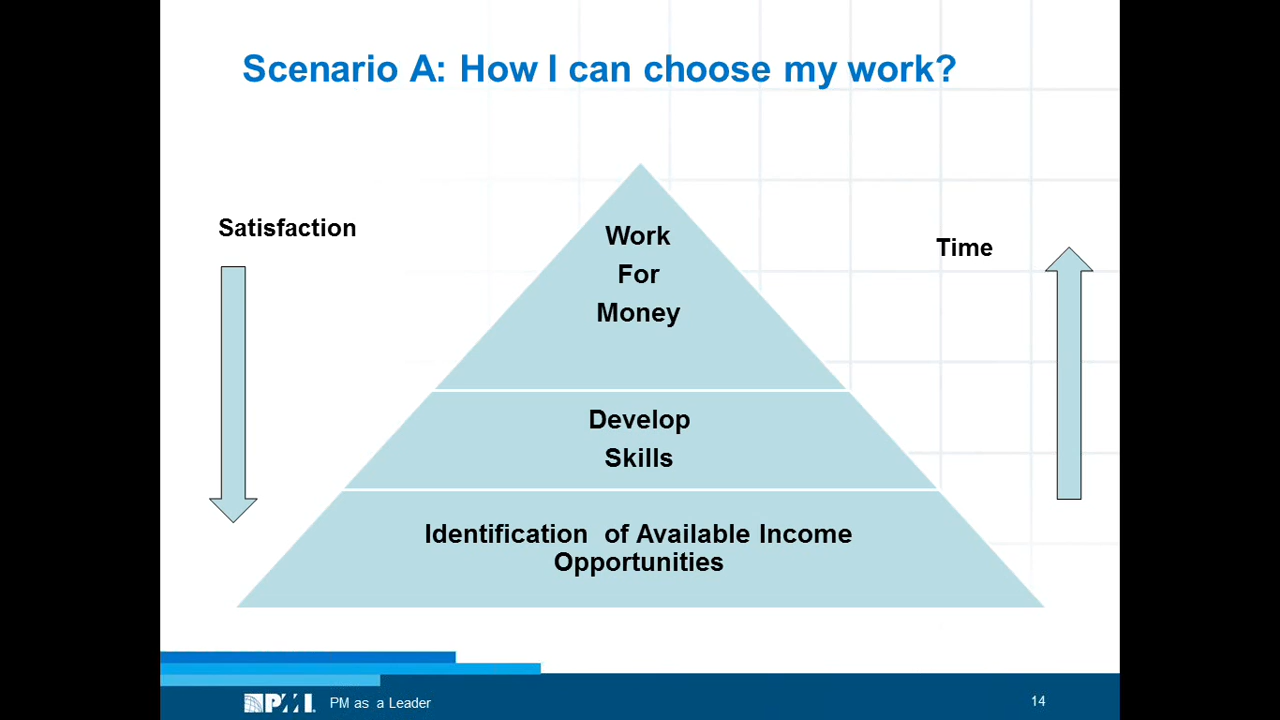 Scenario A: How I can choose my work?
Satisfaction
Time
Work
For
Money
Develop
Skills
Identification of Available Income
Opportunities
PMI
PM as a Leader
14